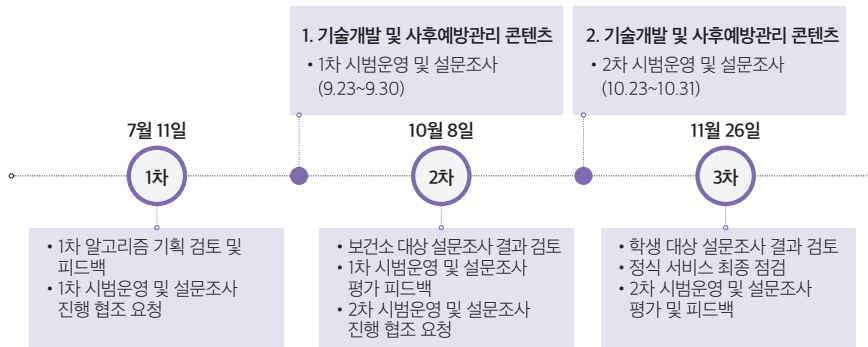 1. 기술개발 및 사후예방관리 콘텐츠
• 1차 시범운영 및 설문조사
(9.23~9.30)
2. 기술개발 및 사후예방관리 콘텐츠
• 2차 시범운영 및 설문조사
(10.23~10.31)
7월 11일
10월 8일
11월 26일
1차
2차
3차
• 1차 알고리즘 기획 검토 및
피드백
• 1차 시범운영 및 설문조사
진행 협조 요청
• 보건소 대상 설문조사 결과 검토
• 1차 시범운영 및 설문조사
평가 피드백
• 2차 시범운영 및 설문조사
진행 협조 요청
• 학생 대상 설문조사 결과 검토
• 정식 서비스 최종 점검
• 2차 시범운영 및 설문조사
평가 및 피드백